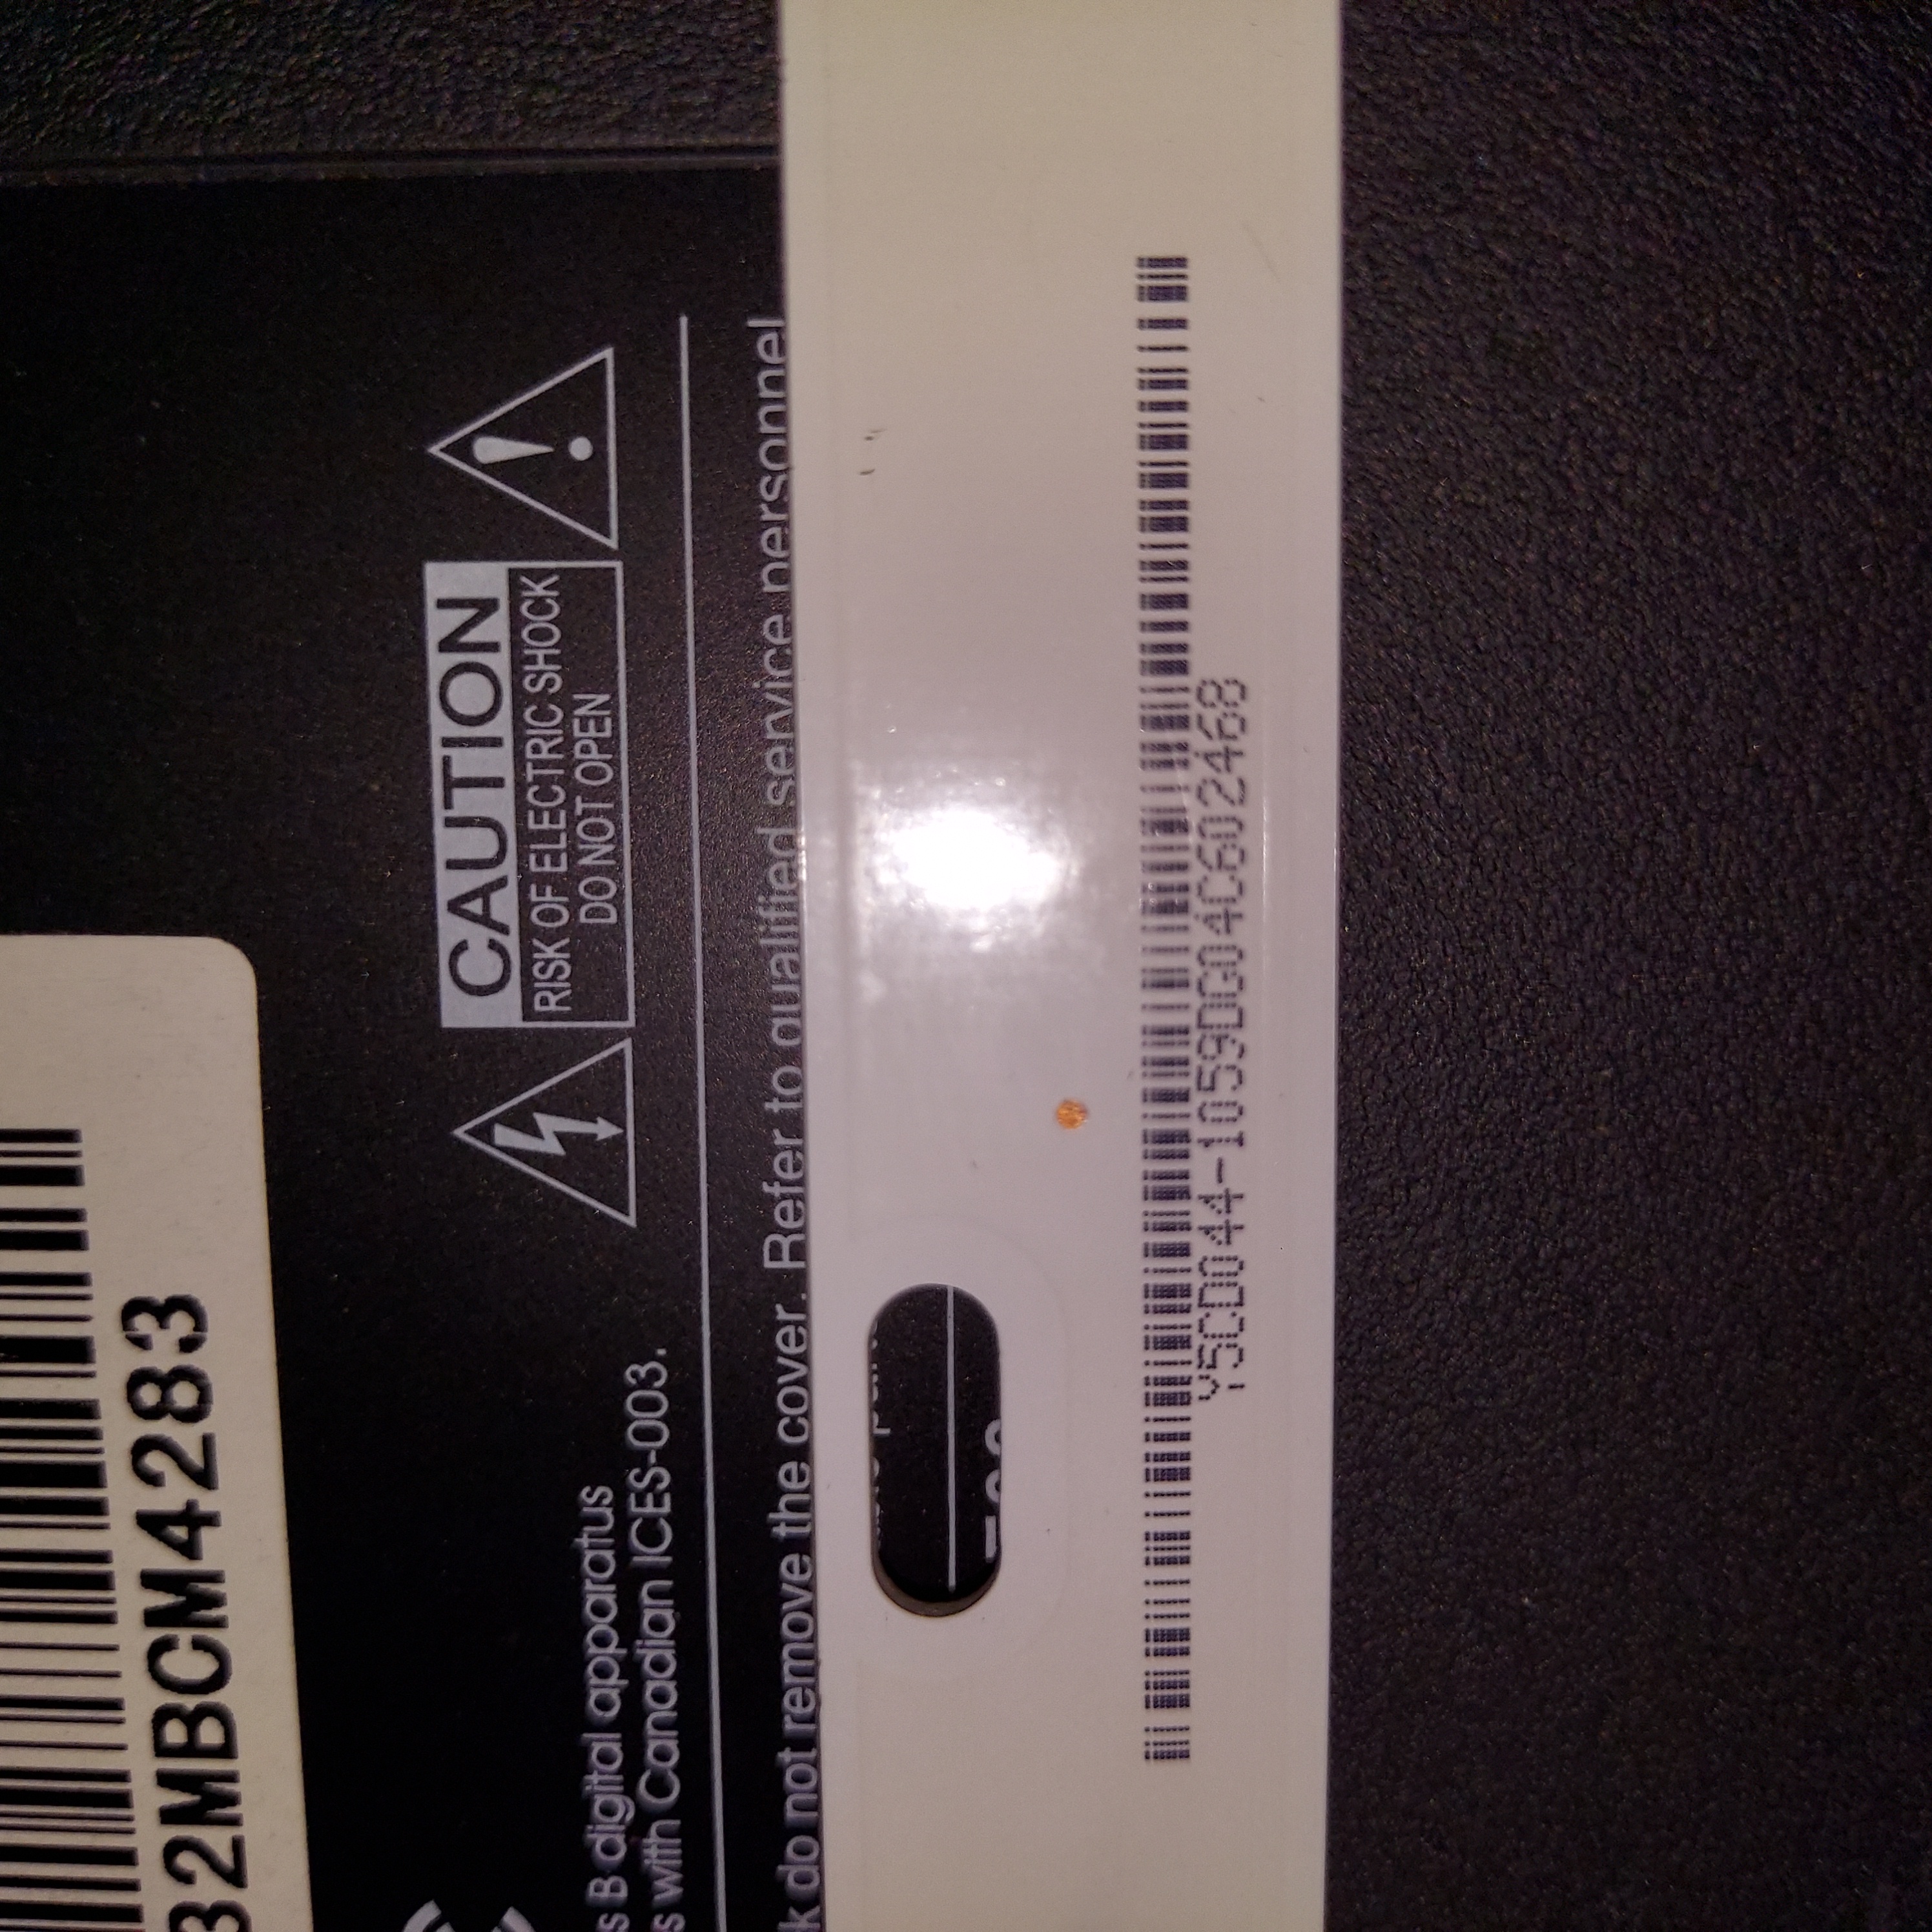 32MBCM4283
s B digital apparatus
s with Canadian ICES-003.
CAUTION
RISK OF ELECTRIC SHOCK
DO NOT OPEN
k do not remove the cover. Refer to qualified service personnel
Y5CD044-1059DG04C602468